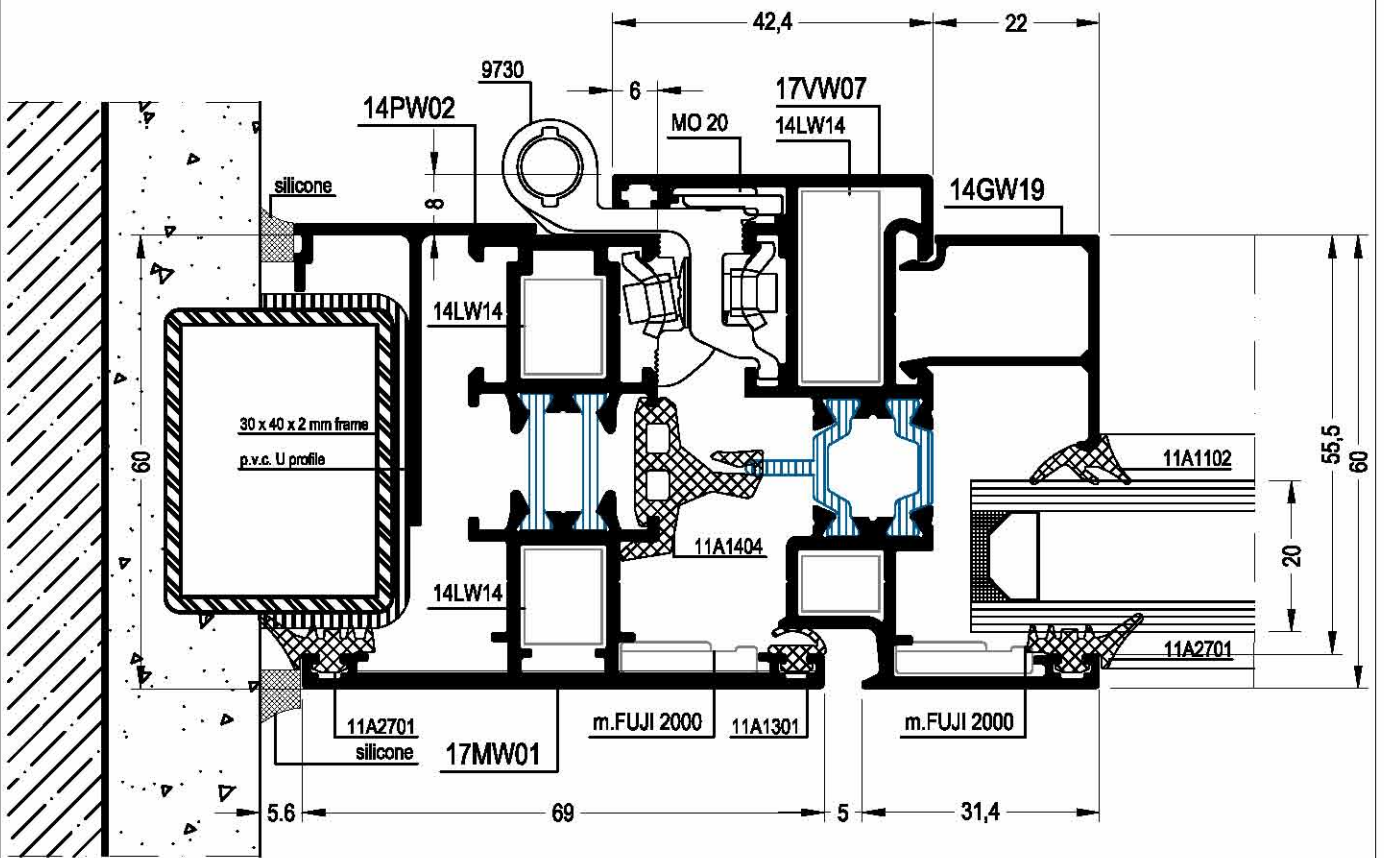 42,4
22
9730
6
17VW07
14PW02
MO 20
14LW14
silicone
14GW19
8
14LW14
30 x 40 x 2 mm frame
p.v.c. U profile
60
11A1102
55,5
60
11A1404
20
14LW14
11A2701
11A2701
m.FUJI 2000
11A1301
m.FUJI 2000
silicone
17MW01
5.6
69
5
31,4